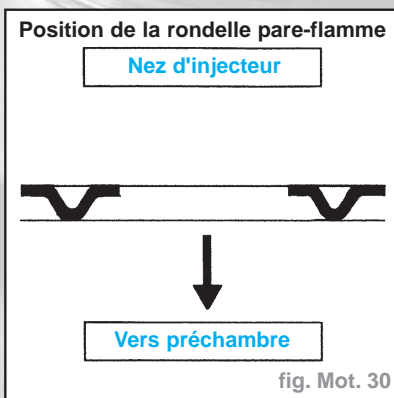 Position de la rondelle pare-flamme
Nez d'injecteur
Vers préchambre
fig. Mot. 30